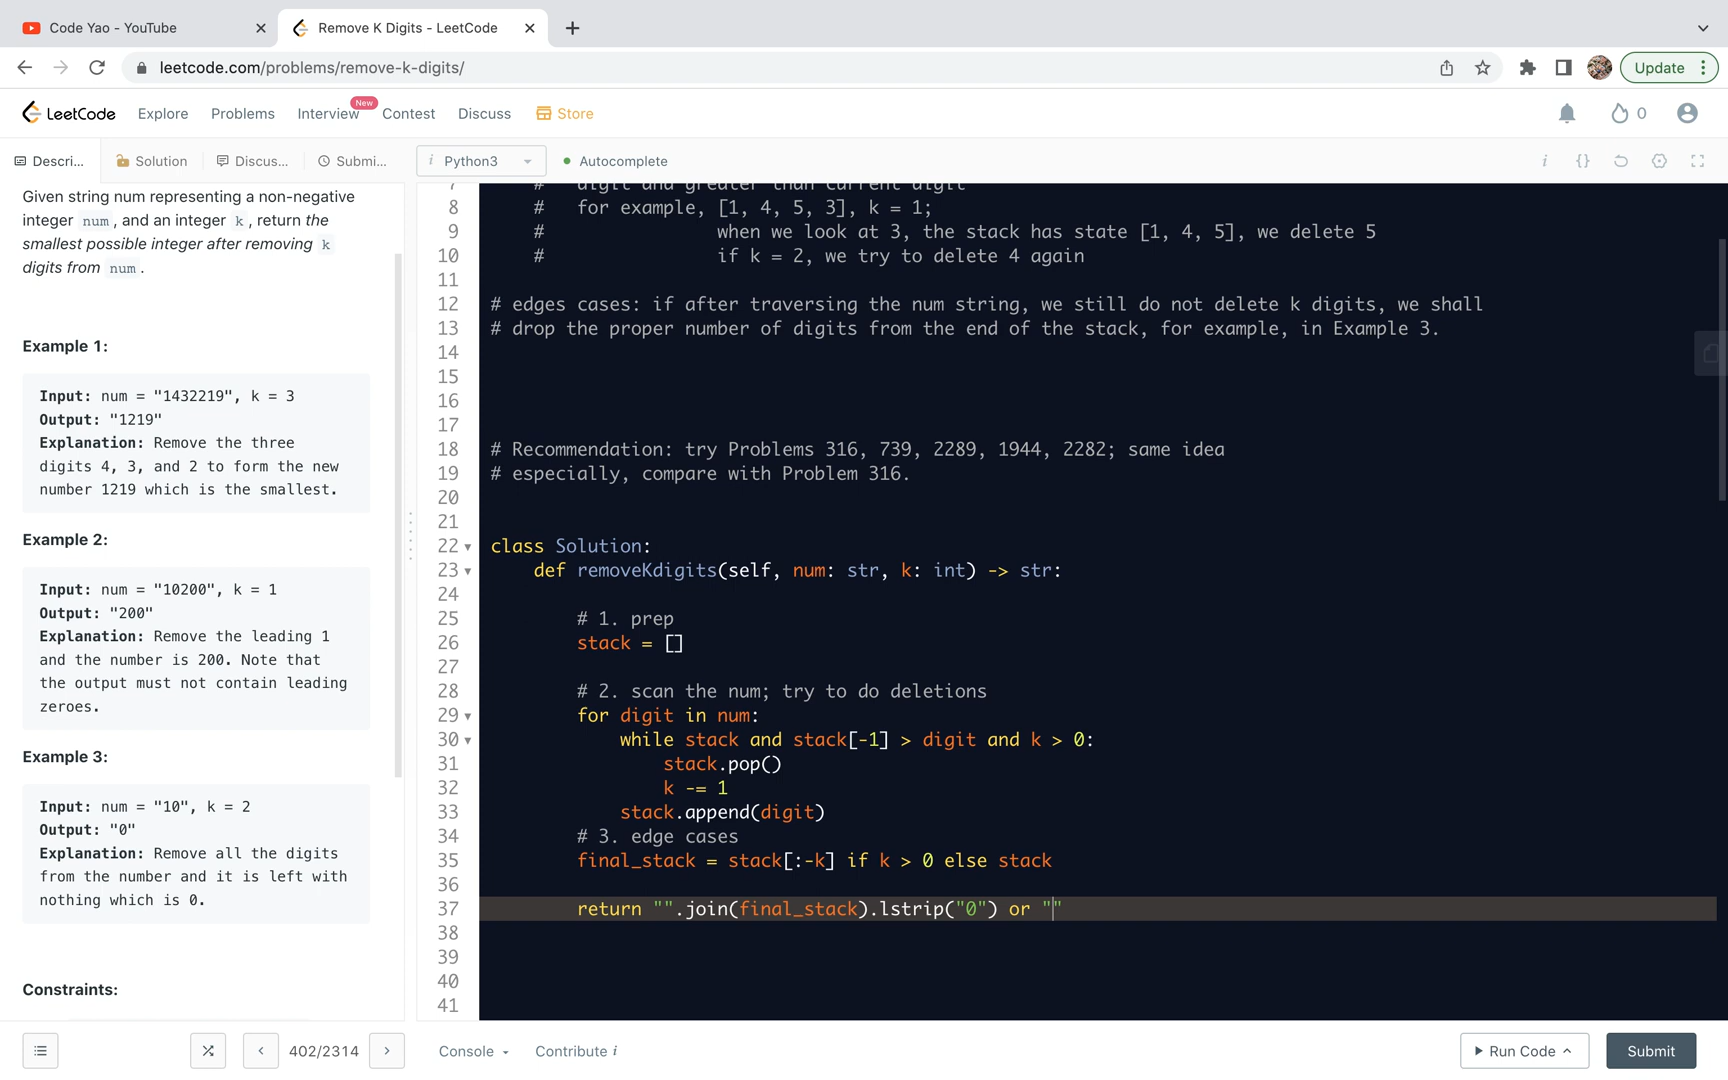 Code Yao - YouTube
Remove K Digits - LeetCode
leetcode.com/problems/remove-k-digits/
Update
LeetCode
Explore
Problems
Interview
New
Contest
Discuss
Store
0
Descri...
Solution
Discus...
Submi...
i Python3
Autocomplete
Given string num representing a non-negative
integer num , and an integer k , return the
smallest possible integer after removing k
digits from num .
Example 1:
Input: num = "1432219", k = 3
Output: "1219"
Explanation: Remove the three
digits 4, 3, and 2 to form the new
number 1219 which is the smallest.
Example 2:
Input: num = "10200", k = 1
Output: "200"
Explanation: Remove the leading 1
and the number is 200. Note that
the output must not contain leading
zeroes.
Example 3:
Input: num = "10", k = 2
Output: "0"
Explanation: Remove all the digits
from the number and it is left with
nothing which is 0.
Constraints:
7 # digit and greater than current digit
8 # for example, [1, 4, 5, 3], k = 1;
9 # when we look at 3, the stack has state [1, 4, 5], we delete 5
10 # if k = 2, we try to delete 4 again
11
12 # edges cases: if after traversing the num string, we still do not delete k digits, we shall
13 # drop the proper number of digits from the end of the stack, for example, in Example 3.
14
15
16
17
18 # Recommendation: try Problems 316, 739, 2289, 1944, 2282; same idea
19 # especially, compare with Problem 316.
20
21
22 class Solution:
23 def removeKdigits(self, num: str, k: int) -> str:
24
25 # 1. prep
26 stack = []
27
28 # 2. scan the num; try to do deletions
29 for digit in num:
30 while stack and stack[-1] > digit and k > 0:
31 stack.pop()
32 k -= 1
33 stack.append(digit)
34 # 3. edge cases
35 final_stack = stack[:-k] if k > 0 else stack
36
37 return "".join(final_stack).lstrip("0") or ""
38
39
40
41
402/2314
Console
Contribute i
Run Code
Submit